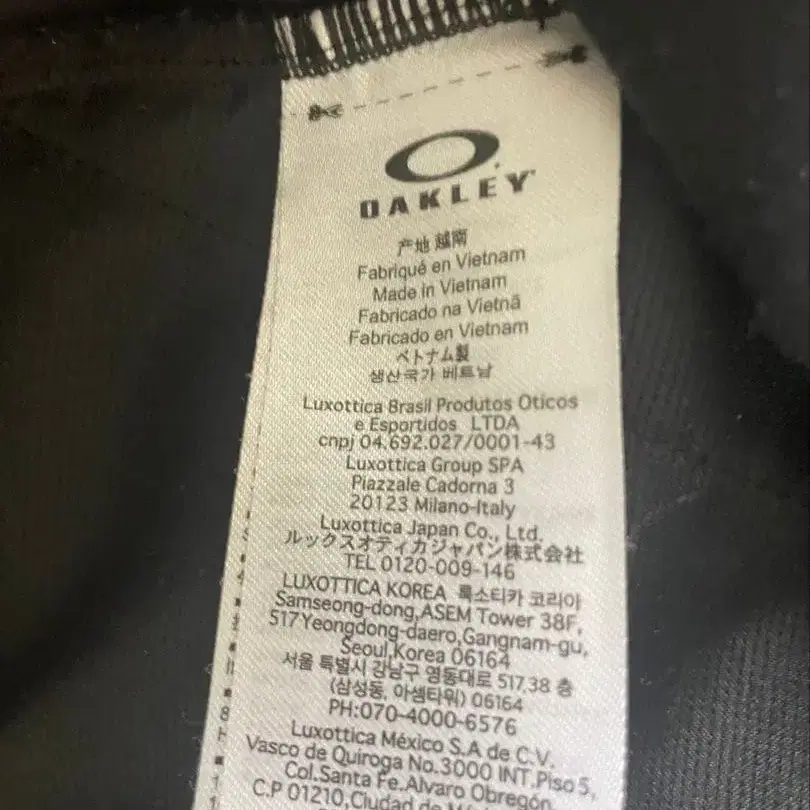 OAKLEY
产地 越南
Fabriqué en Vietnam
Made in Vietnam
Fabricado na Vietnã
Fabricado en Vietnam
ベトナム製
생산국가 베트남
Luxottica Brasil Produtos Oticos
e Esportidos LTDA
cnpj 04.692.027/0001-43
Luxottica Group SPA
Piazzale Cadorna 3
20123 Milano-Italy
Luxottica Japan Co., Ltd.
ルックスオティカジャパン株式会社
TEL 0120-009-146
LUXOTTICA KOREA 룩소티카 코리아
Samseong-dong,ASEM Tower 38F,
517Yeongdong-daero,Gangnam-gu,
Seoul,Korea 06164
서울 특별시 강남구 영동대로 517,38 층
(삼성동, 아셈타워) 06164
PH:070-4000-6576
Luxottica México S.A de C.V.
Vasco de Quiroga No.3000 INT.Piso 5,
Col.Santa Fe.Alvaro Obregón,
C.P 01210,Ciudad de